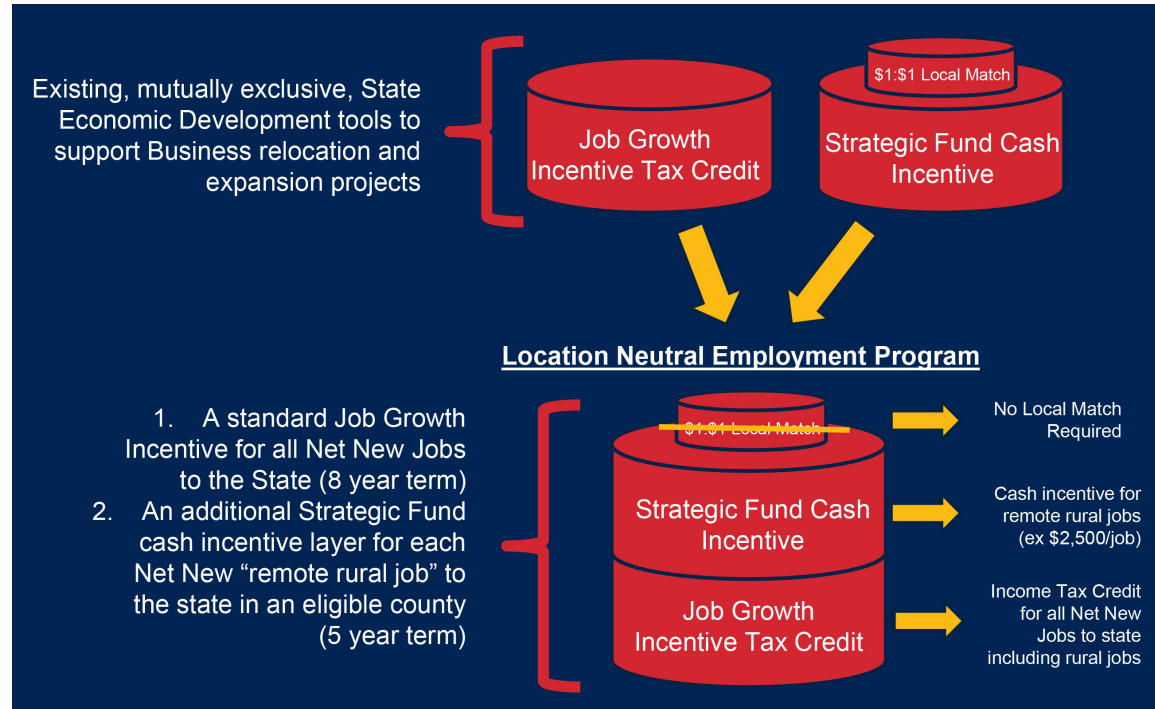 Existing, mutually exclusive, State
Economic Development tools to
support Business relocation and
expansion projects
Job Growth
Incentive Tax Credit
$1:$1 Local Match
Strategic Fund Cash
Incentive
Location Neutral Employment Program
1. A standard Job Growth
Incentive for all Net New Jobs
to the State (8 year term)
2. An additional Strategic Fund
cash incentive layer for each
Net New “remote rural job” to
the state in an eligible county
(5 year term)
$1:$1 Local Match
Strategic Fund Cash
Incentive
Job Growth
Incentive Tax Credit
No Local Match
Required
Cash incentive for
remote rural jobs
(ex $2,500/job)
Income Tax Credit
for all Net New
Jobs to state
including rural jobs